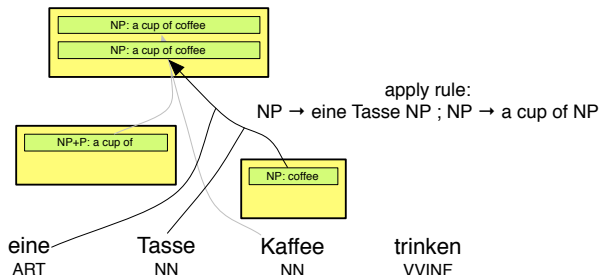 NP: a cup of coffee
NP: a cup of coffee
apply rule:
NP → eine Tasse NP ; NP → a cup of NP
NP+P: a cup of
NP: coffee
eine Tasse Kaffee trinken
ART NN NN VVINF